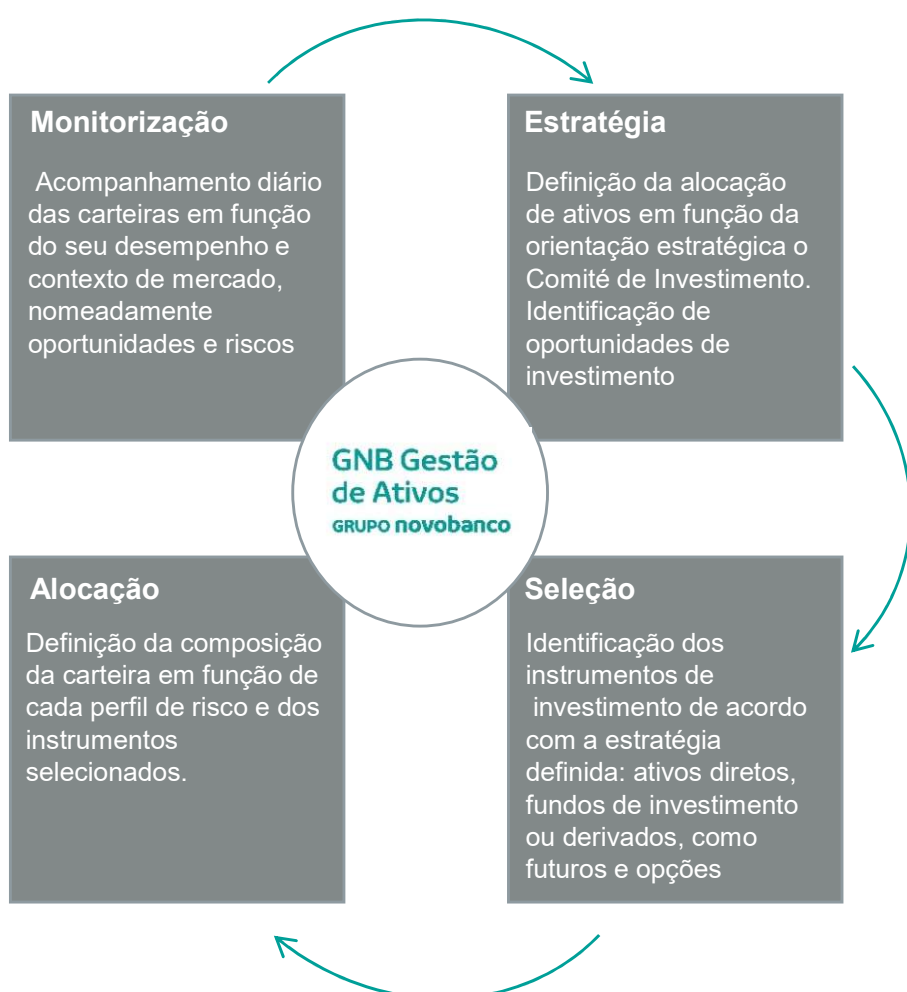 Monitorização
Acompanhamento diário
das carteiras em função
do seu desempenho e
contexto de mercado,
nomeadamente
oportunidades e riscos
Estratégia
Definição da alocação
de ativos em função da
orientação estratégica o
Comité de Investimento.
Identificação de
oportunidades de
investimento
GNB Gestão
de Ativos
GRUPO novobanco
Alocação
Definição da composição
da carteira em função de
cada perfil de risco e dos
instrumentos
selecionados.
Seleção
Identificação dos
instrumentos de
investimento de acordo
com a estratégia
definida: ativos diretos,
fundos de investimento
ou derivados, como
futuros e opções